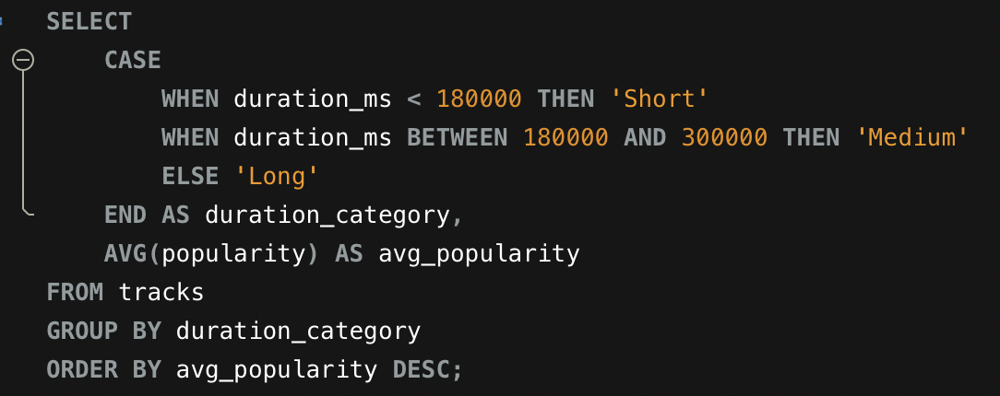 SELECT
    CASE
        WHEN duration_ms < 180000 THEN 'Short'
        WHEN duration_ms BETWEEN 180000 AND 300000 THEN 'Medium'
        ELSE 'Long'
    END AS duration_category,
    AVG(popularity) AS avg_popularity
FROM tracks
GROUP BY duration_category
ORDER BY avg_popularity DESC;